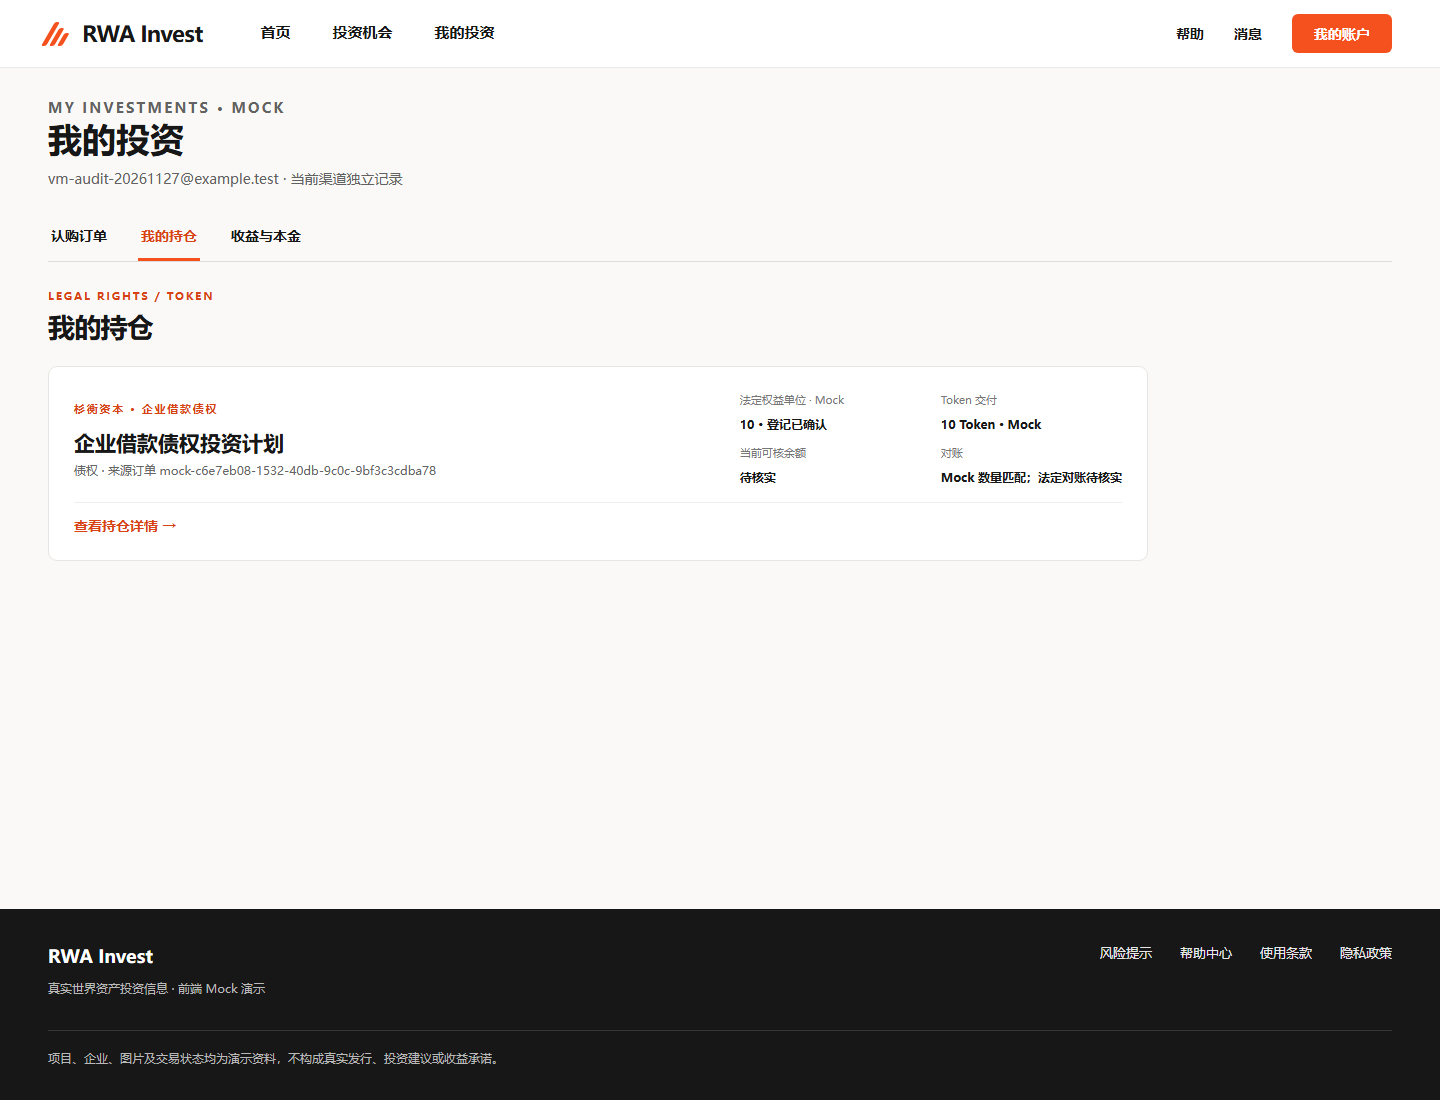 RWA Invest
首页
投资机会
我的投资
帮助
消息
我的账户
MY INVESTMENTS • MOCK
我的投资
vm-audit-20261127@example.test · 当前渠道独立记录
认购订单
我的持仓
收益与本金
LEGAL RIGHTS / TOKEN
我的持仓
杉衡资本 • 企业借款债权
企业借款债权投资计划
债权 · 来源订单 mock-c6e7eb08-1532-40db-9c0c-9bf3c3cdba78
法定权益单位 · Mock
10 • 登记已确认
Token 交付
10 Token • Mock
当前可核余额
待核实
对账
Mock 数量匹配；法定对账待核实
查看持仓详情 →
RWA Invest
真实世界资产投资信息 · 前端 Mock 演示
风险提示
帮助中心
使用条款
隐私政策
项目、企业、图片及交易状态均为演示资料，不构成真实发行、投资建议或收益承诺。